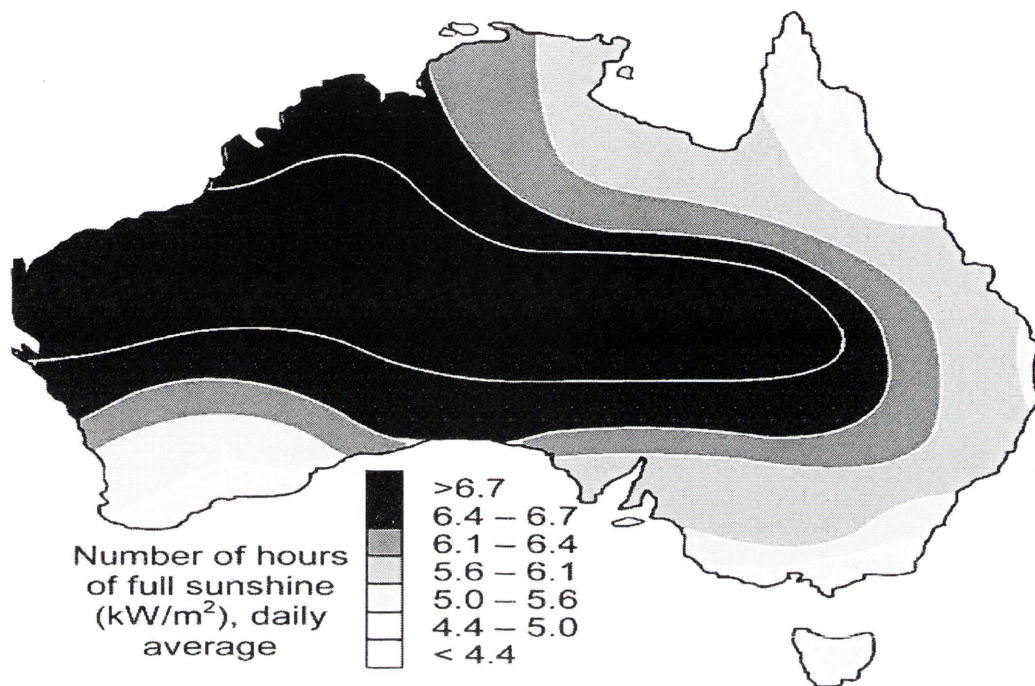 >6.7
6.4 – 6.7
6.1 – 6.4
5.6 – 6.1
5.0 – 5.6
4.4 – 5.0
< 4.4
Number of hours
of full sunshine
(kW/m²), daily
average